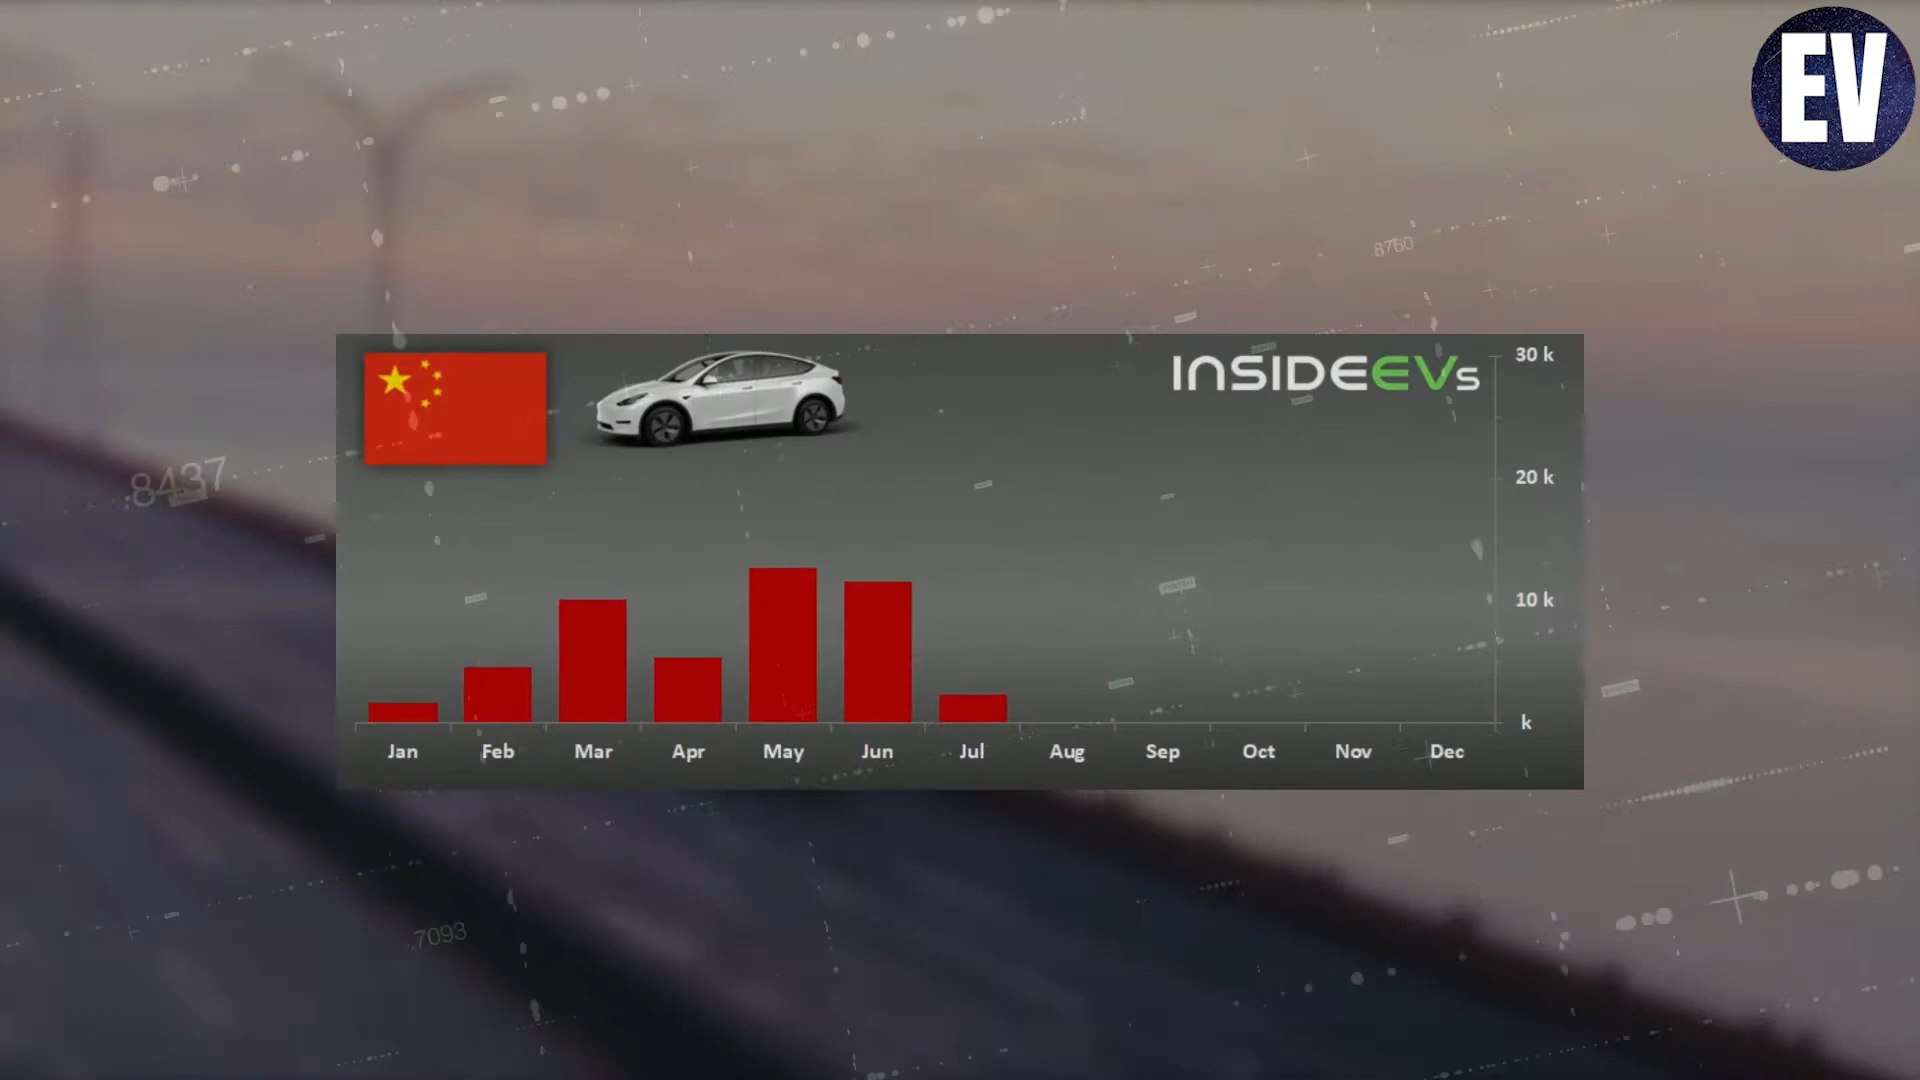 EV
8760
INSIDEEVs
30 k
20 k
8437
10 k
k
Jan Feb Mar Apr May Jun Jul Aug Sep Oct Nov Dec
7093